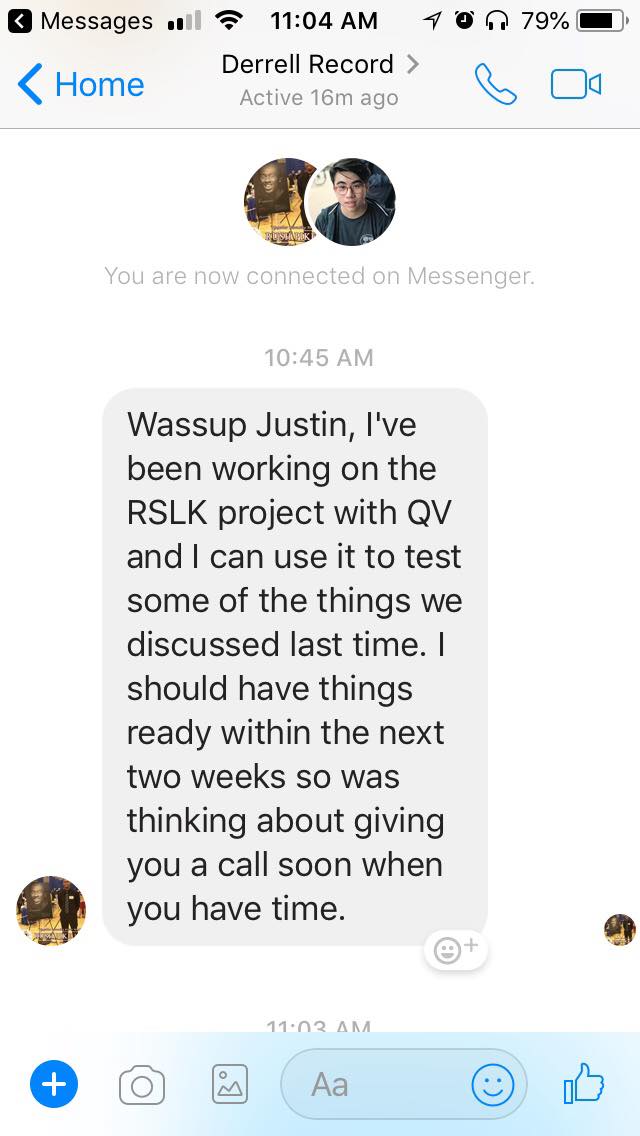 Messages 11:04 AM 79%
Home
Derrell Record
Active 16m ago
You are now connected on Messenger.
10:45 AM
Wassup Justin, I've
been working on the
RSLK project with QV
and I can use it to test
some of the things we
discussed last time. I
should have things
ready within the next
two weeks so was
thinking about giving
you a call soon when
you have time.
11:03 AM
Aa